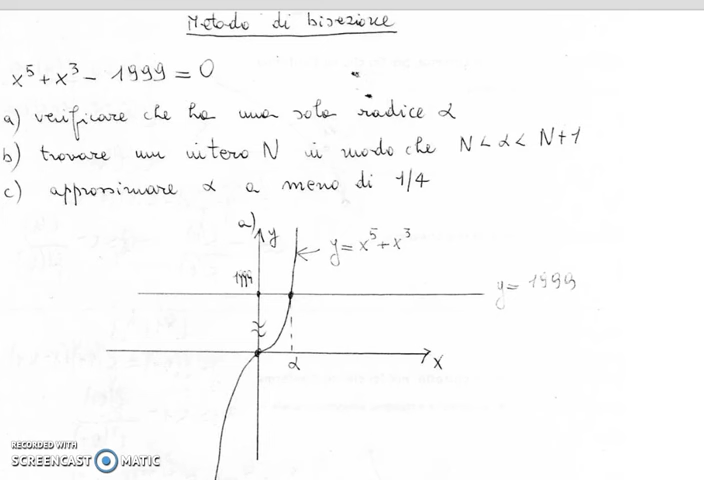 Metodo di bisezione
x⁵ + x³ - 1999 = 0
a) verificare che ha una sola radice α
b) trovare un intero N in modo che N < α < N+1
c) approssimare α a meno di 1/4
a)
y
y = x⁵ + x³
1999
y = 1999
α
x
RECORDED WITH
SCREENCAST MATIC